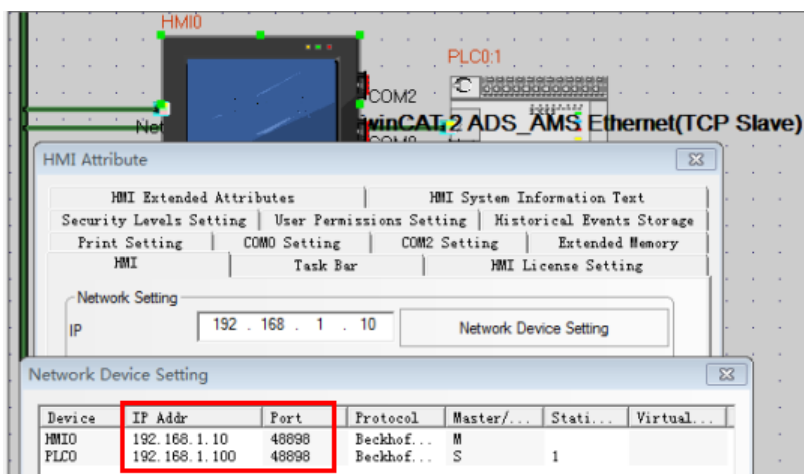 HMI0
PLC0:1
COM2
Net
winCAT 2 ADS_AMS Ethernet(TCP Slave)
HMI Attribute
HMI Extended Attributes HMI System Information Text
Security Levels Setting User Permissions Setting Historical Events Storage
Print Setting COM0 Setting COM2 Setting Extended Memory
HMI Task Bar HMI License Setting
Network Setting
IP 192 . 168 . 1 . 10 Network Device Setting
Network Device Setting
Device IP Addr Port Protocol Master/... Stati... Virtual...
HMI0 192.168.1.10 48898 Beckhof... M
PLC0 192.168.1.100 48898 Beckhof... S 1